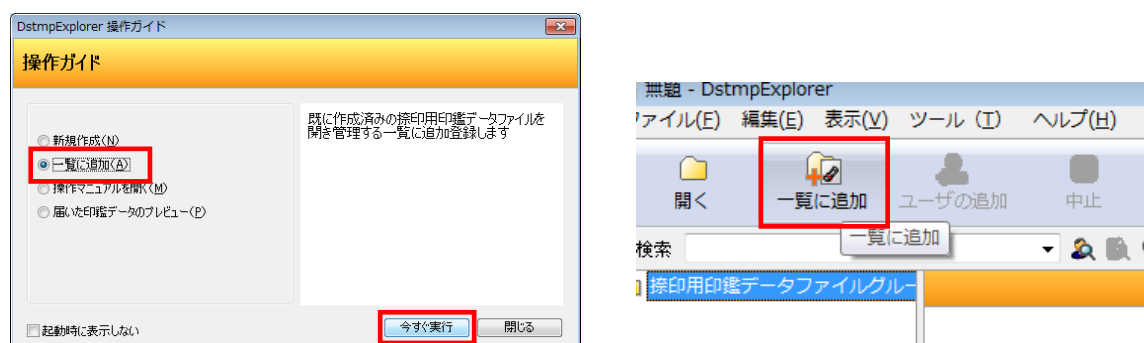 DstmpExplorer 操作ガイド
操作ガイド
新規作成(N)
一覧に追加(A)
操作マニュアルを開く(M)
届いた印鑑データのプレビュー(P)
既に作成済みの捺印用印鑑データファイルを
開き管理する一覧に追加登録します
起動時に表示しない
今すぐ実行
閉じる
無題 - DstmpExplorer
ファイル(F) 編集(E) 表示(V) ツール (T) ヘルプ(H)
開く 一覧に追加 ユーザの追加 中止
一覧に追加
検索
捺印用印鑑データファイルグルー